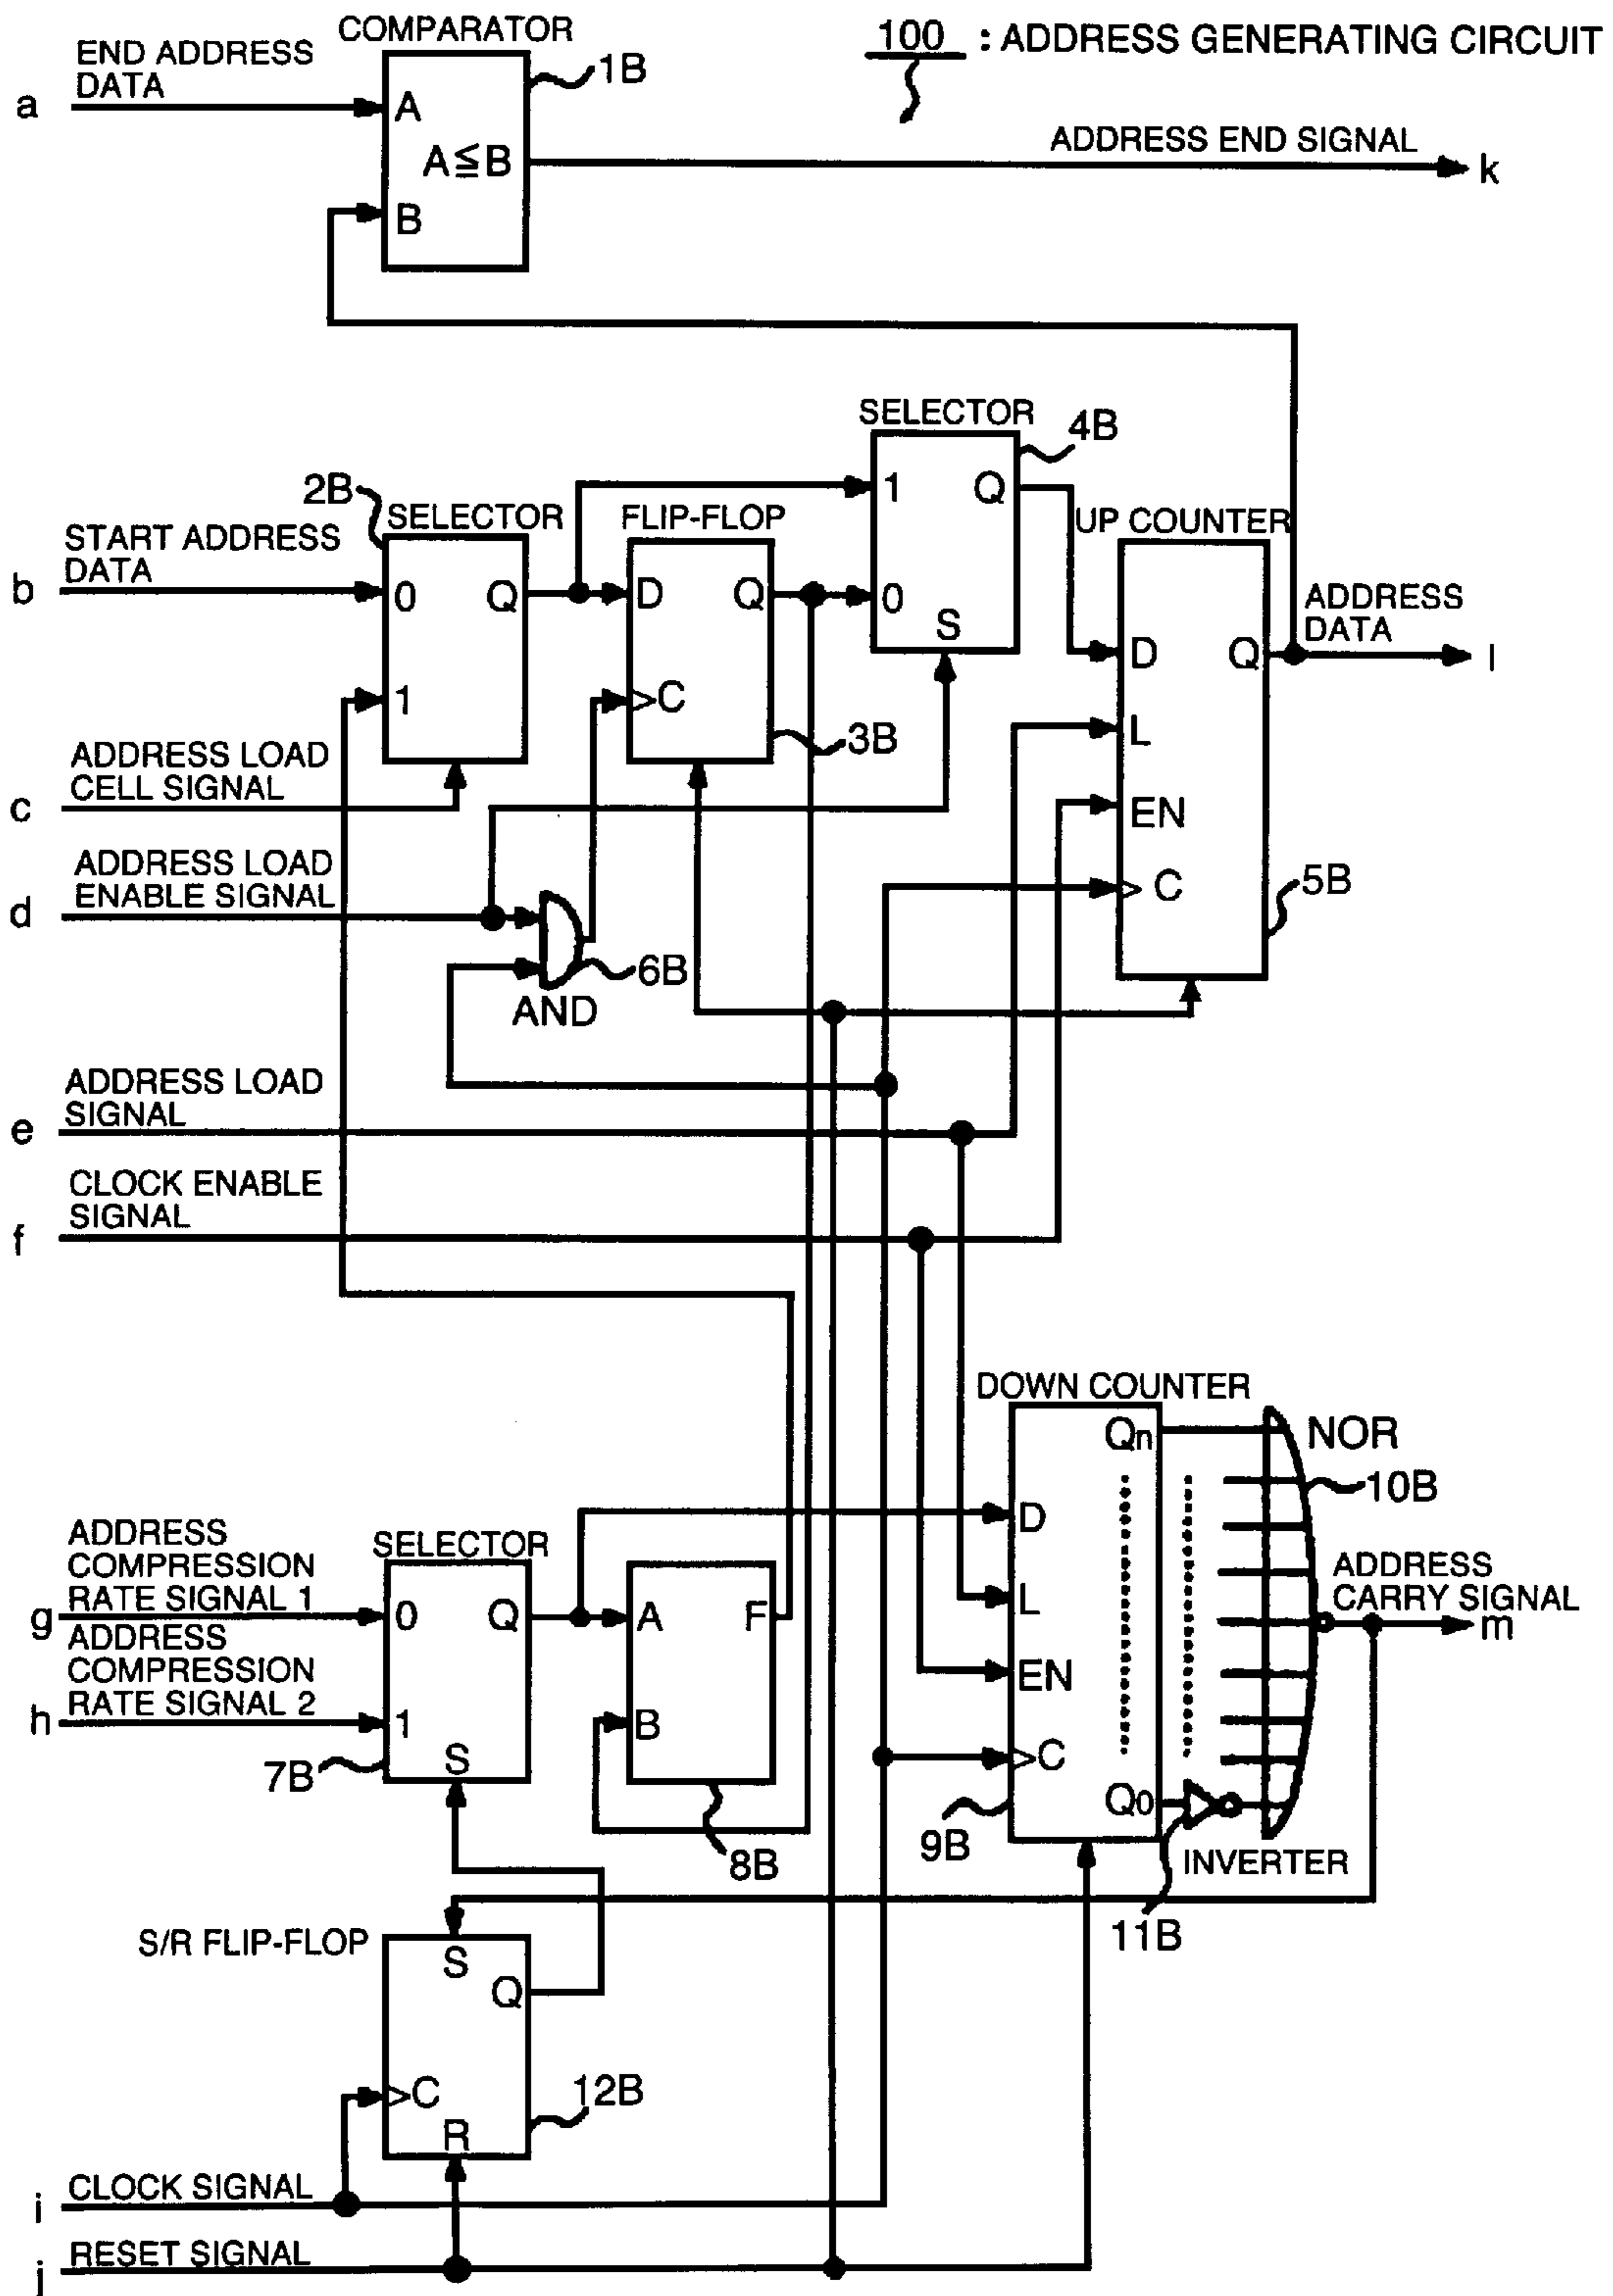 COMPARATOR
100 : ADDRESS GENERATING CIRCUIT
END ADDRESS
DATA
1B
a
A
A≦B
B
ADDRESS END SIGNAL
k
SELECTOR
4B
2B
SELECTOR
FLIP-FLOP
1
Q
UP COUNTER
START ADDRESS
DATA
b
0
Q
D
Q
0
S
ADDRESS
DATA
D
Q
l
1
C
3B
L
ADDRESS LOAD
CELL SIGNAL
c
EN
ADDRESS LOAD
ENABLE SIGNAL
d
C
5B
6B
AND
ADDRESS LOAD
SIGNAL
e
CLOCK ENABLE
SIGNAL
f
DOWN COUNTER
Qn
NOR
10B
D
ADDRESS
COMPRESSION
RATE SIGNAL 1
g
SELECTOR
0
Q
A
F
L
ADDRESS
CARRY SIGNAL
m
ADDRESS
COMPRESSION
RATE SIGNAL 2
h
1
S
7B
B
EN
C
Q0
8B
9B
INVERTER
11B
S/R FLIP-FLOP
S
Q
C
12B
R
CLOCK SIGNAL
i
RESET SIGNAL
j